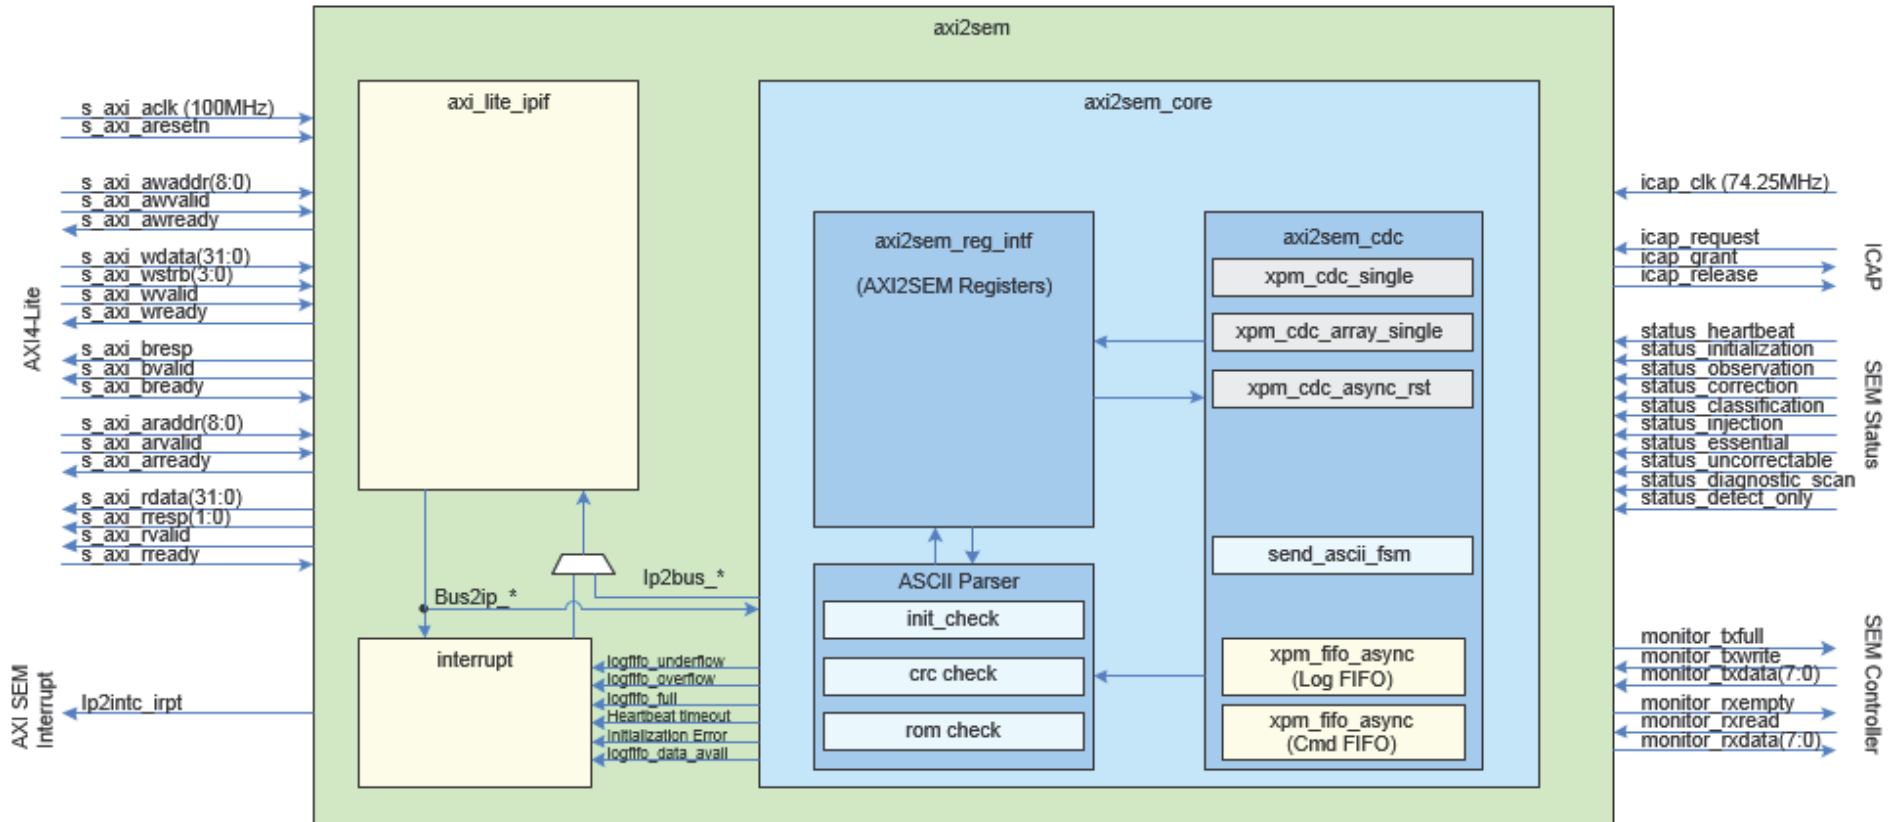 axi2sem
axi_lite_ipif
axi2sem_core
s_axi_aclk (100MHz)
s_axi_aresetn
s_axi_awaddr(8:0)
s_axi_awvalid
s_axi_awready
s_axi_wdata(31:0)
s_axi_wstrb(3:0)
s_axi_wvalid
s_axi_wready
s_axi_bresp
s_axi_bvalid
s_axi_bready
s_axi_araddr(8:0)
s_axi_arvalid
s_axi_arready
s_axi_rdata(31:0)
s_axi_rresp(1:0)
s_axi_rvalid
s_axi_rready
AXI4-Lite
AXI SEM
Interrupt
Ip2intc_irpt
Bus2ip_*
Ip2bus_*
interrupt
logfifo_underflow
logfifo_overflow
logfifo_full
Heartbeat timeout
Initialization Error
logfifo_data_avail
axi2sem_reg_intf
(AXI2SEM Registers)
ASCII Parser
init_check
crc check
rom check
axi2sem_cdc
xpm_cdc_single
xpm_cdc_array_single
xpm_cdc_async_rst
send_ascii_fsm
xpm_fifo_async
(Log FIFO)
xpm_fifo_async
(Cmd FIFO)
icap_clk (74.25MHz)
icap_request
icap_grant
icap_release
ICAP
status_heartbeat
status_initialization
status_observation
status_correction
status_classification
status_injection
status_essential
status_uncorrectable
status_diagnostic_scan
status_detect_only
SEM Status
monitor_txfull
monitor_txwrite
monitor_txdata(7:0)
monitor_rxempty
monitor_rxread
monitor_rxdata(7:0)
SEM Controller